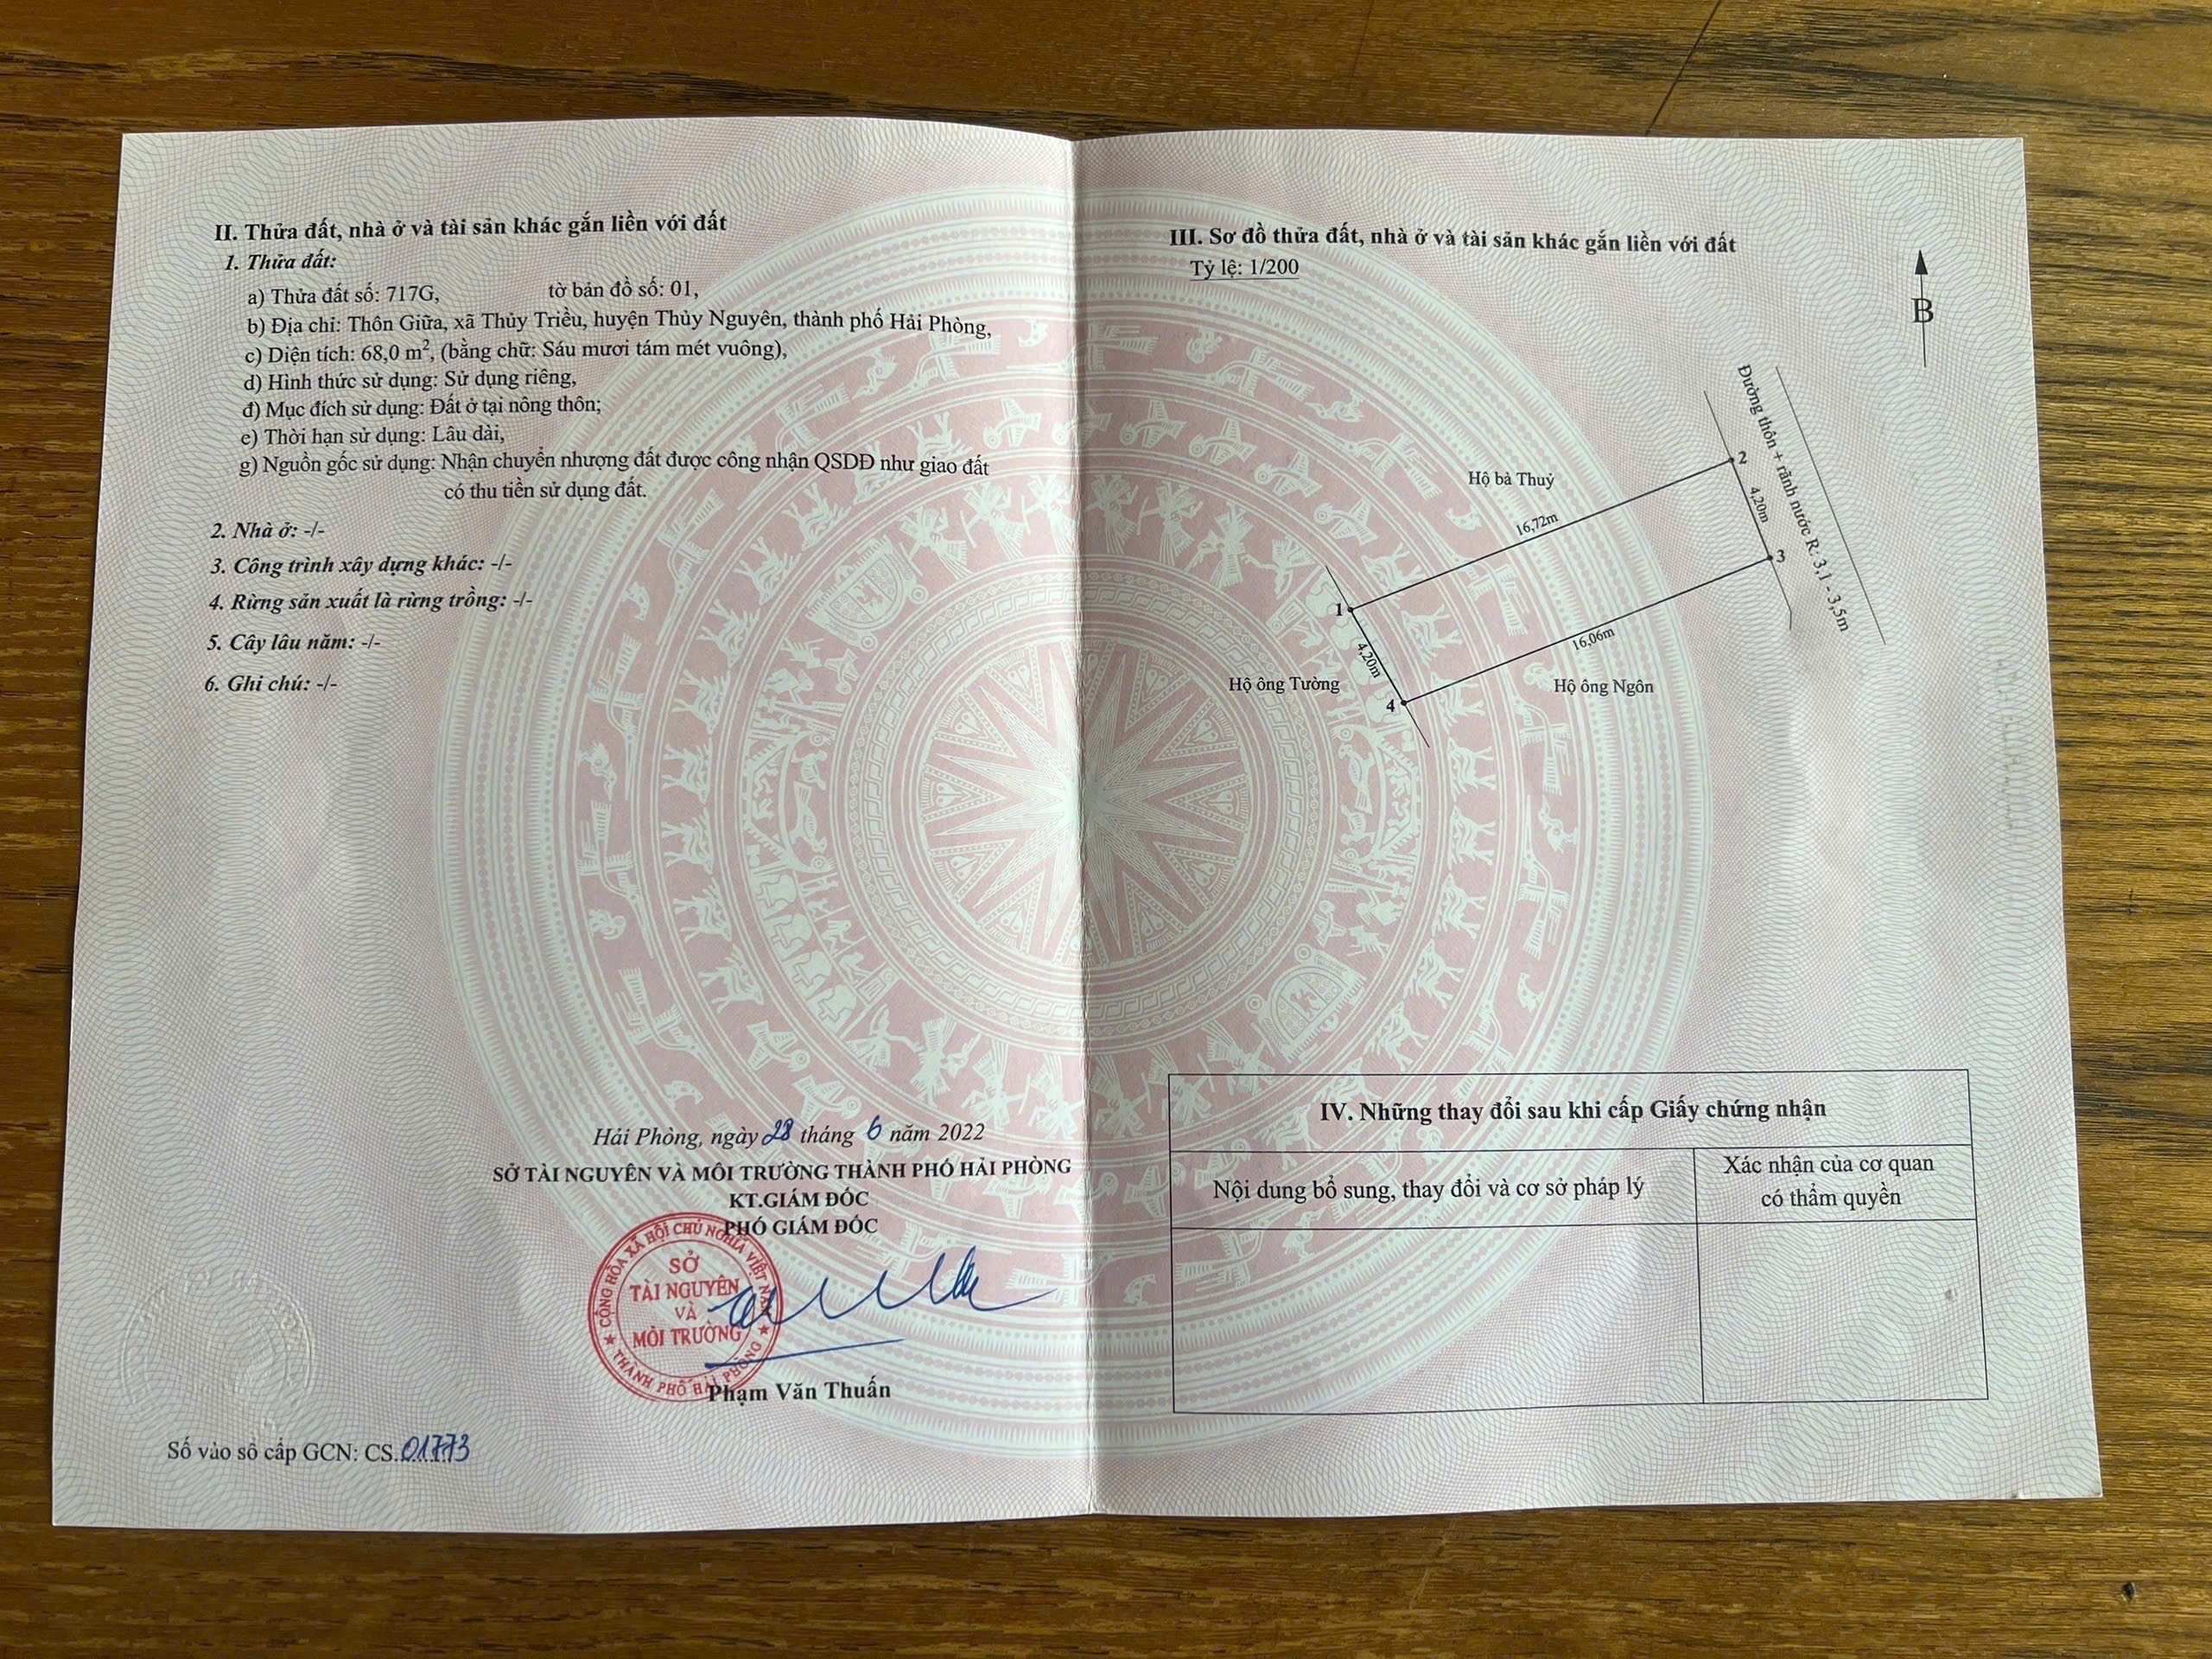 II. Thửa đất, nhà ở và tài sản khác gắn liền với đất
1. Thửa đất:
a) Thửa đất số: 717G, tờ bản đồ số: 01,
b) Địa chỉ: Thôn Giữa, xã Thủy Triều, huyện Thủy Nguyên, thành phố Hải Phòng,
c) Diện tích: 68,0 m², (bằng chữ: Sáu mươi tám mét vuông),
d) Hình thức sử dụng: Sử dụng riêng,
đ) Mục đích sử dụng: Đất ở tại nông thôn;
e) Thời hạn sử dụng: Lâu dài,
g) Nguồn gốc sử dụng: Nhận chuyển nhượng đất được công nhận QSDĐ như giao đất
có thu tiền sử dụng đất.
2. Nhà ở: -/-
3. Công trình xây dựng khác: -/-
4. Rừng sản xuất là rừng trồng: -/-
5. Cây lâu năm: -/-
6. Ghi chú: -/-
Hải Phòng, ngày 28 tháng 6 năm 2022
SỞ TÀI NGUYÊN VÀ MÔI TRƯỜNG THÀNH PHỐ HẢI PHÒNG
KT.GIÁM ĐỐC
PHÓ GIÁM ĐỐC
CỘNG HÒA XÃ HỘI CHỦ NGHĨA VIỆT NAM
SỞ
TÀI NGUYÊN
VÀ
MÔI TRƯỜNG
THÀNH PHỐ HẢI PHÒNG
Phạm Văn Thuấn
Số vào sổ cấp GCN: CS.01773
III. Sơ đồ thửa đất, nhà ở và tài sản khác gắn liền với đất
Tỷ lệ: 1/200
B
Đường thôn + rãnh nước R: 3,1 - 3,5m
Hộ bà Thuỷ
2
16,72m
4,20m
3
1
4,20m
16,06m
Hộ ông Tường
Hộ ông Ngôn
4
IV. Những thay đổi sau khi cấp Giấy chứng nhận
Nội dung bổ sung, thay đổi và cơ sở pháp lý
Xác nhận của cơ quan
có thẩm quyền